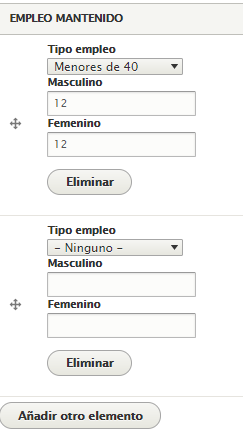 EMPLEO MANTENIDO
Tipo empleo
Menores de 40
Masculino
12
Femenino
12
Eliminar
Tipo empleo
- Ninguno -
Masculino
Femenino
Eliminar
Añadir otro elemento